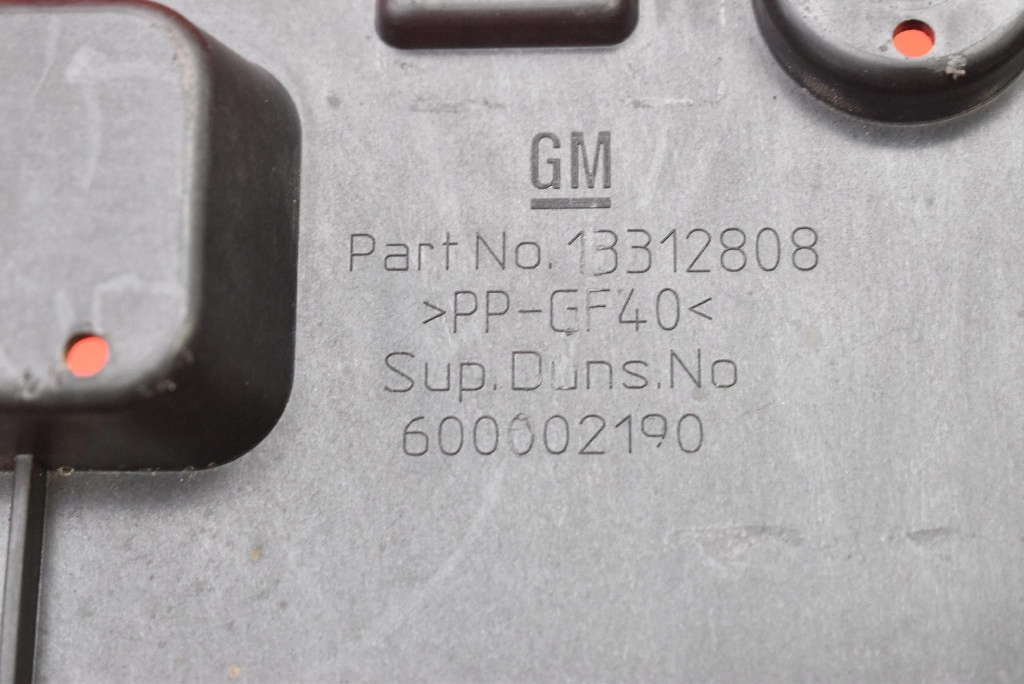 GM
Part No. 13312808
>PP-GF40<
Sup.Duns.No
600002190